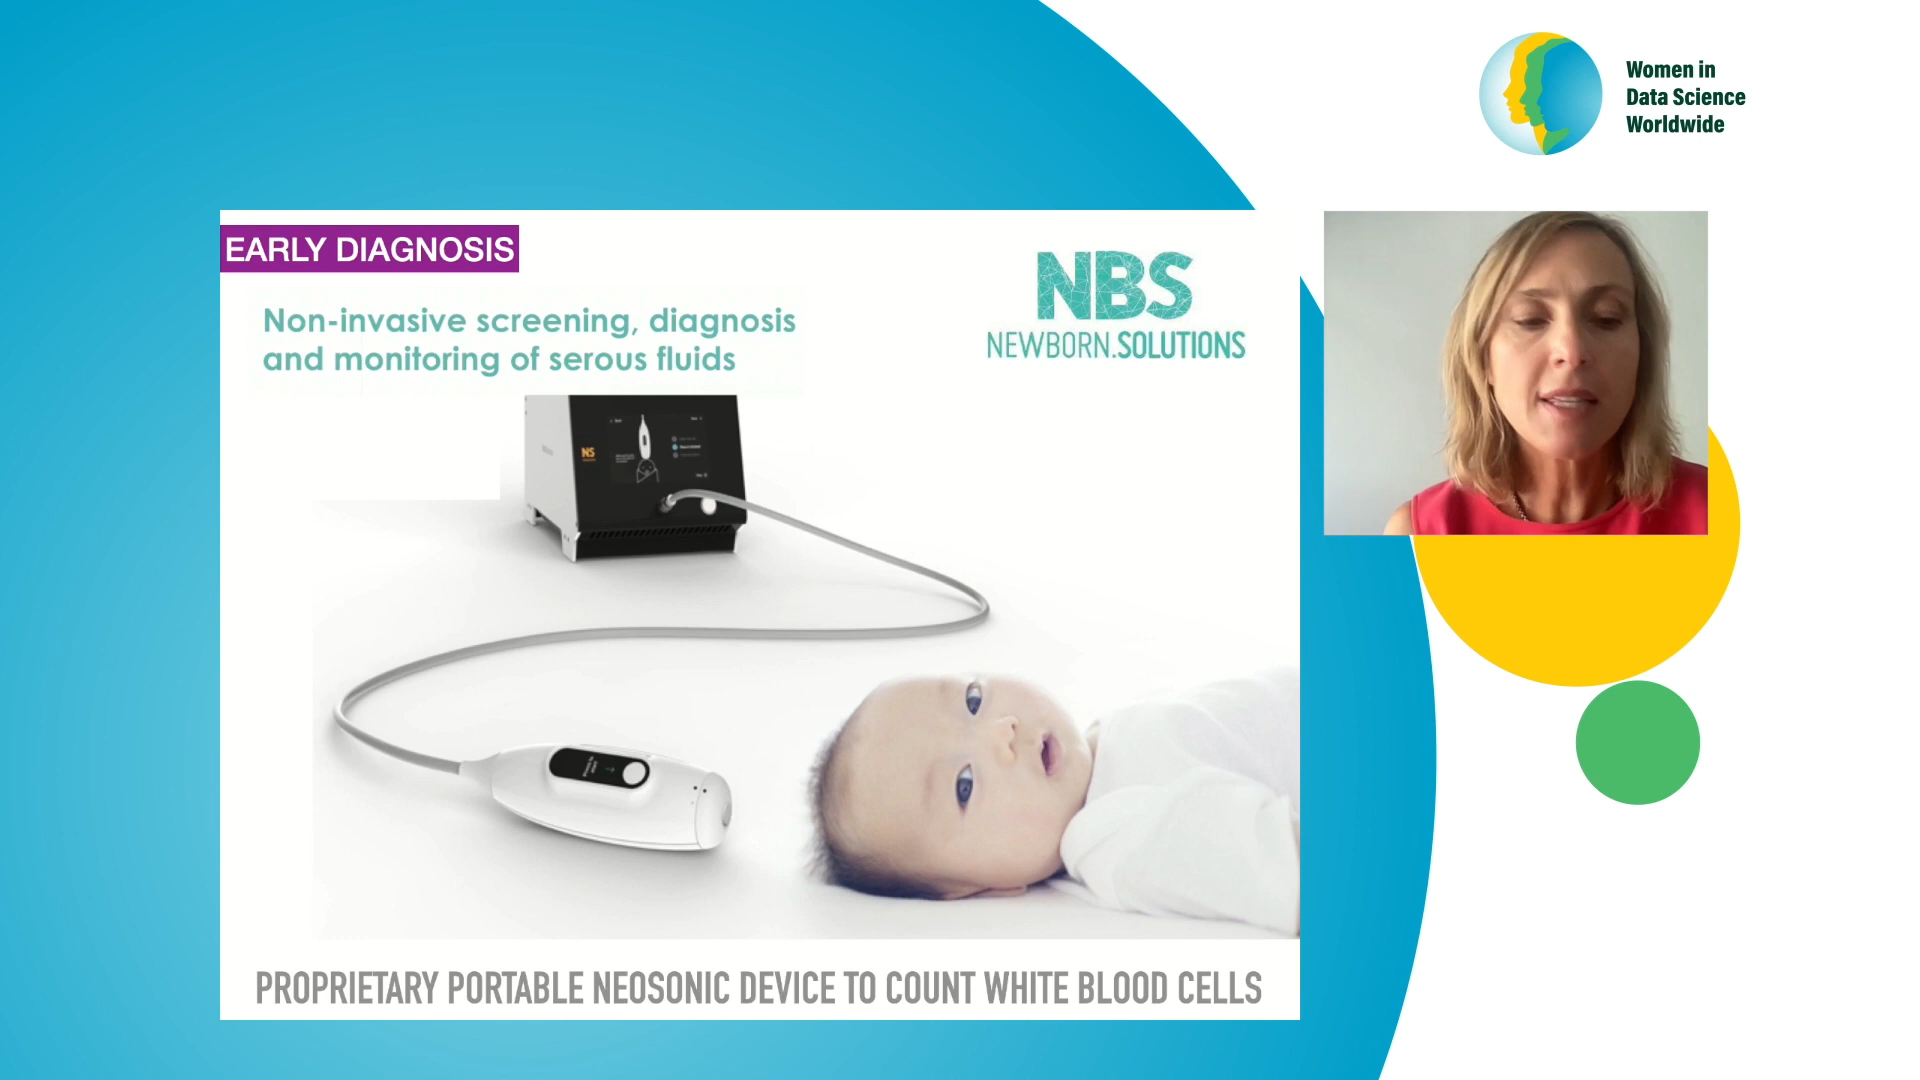 Women in
Data Science
Worldwide
EARLY DIAGNOSIS
NBS
NEWBORN.SOLUTIONS
Non-invasive screening, diagnosis
and monitoring of serous fluids
NS
PROPRIETARY PORTABLE NEOSONIC DEVICE TO COUNT WHITE BLOOD CELLS